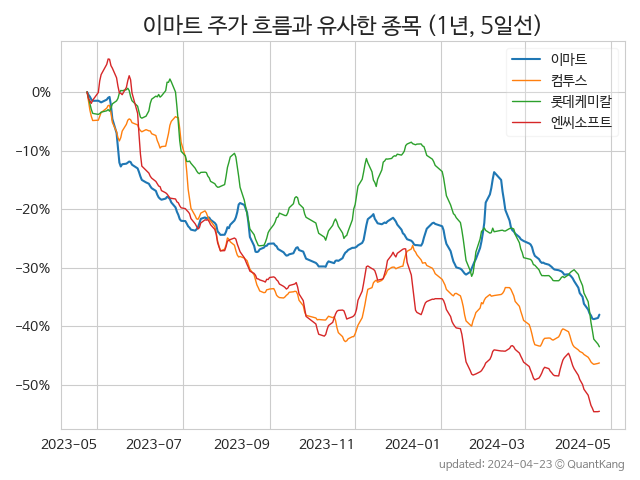 이마트 주가 흐름과 유사한 종목 (1년, 5일선)
이마트
컴투스
롯데케미칼
엔씨소프트
0%
−10%
−20%
−30%
−40%
−50%
2023-05 2023-07 2023-09 2023-11 2024-01 2024-03 2024-05
updated: 2024-04-23 © QuantKang